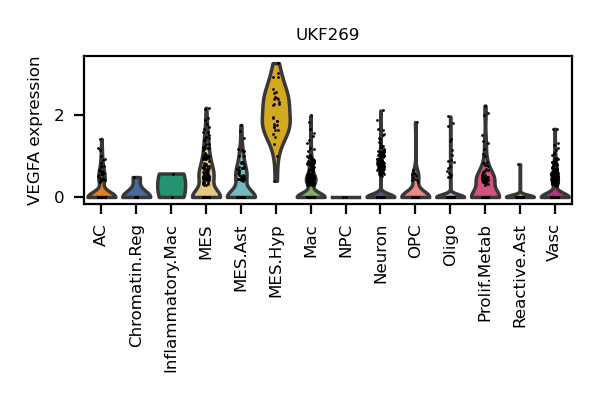 UKF269
VEGFA expression
2
0
AC
Chromatin.Reg
Inflammatory.Mac
MES
MES.Ast
MES.Hyp
Mac
NPC
Neuron
OPC
Oligo
Prolif.Metab
Reactive.Ast
Vasc